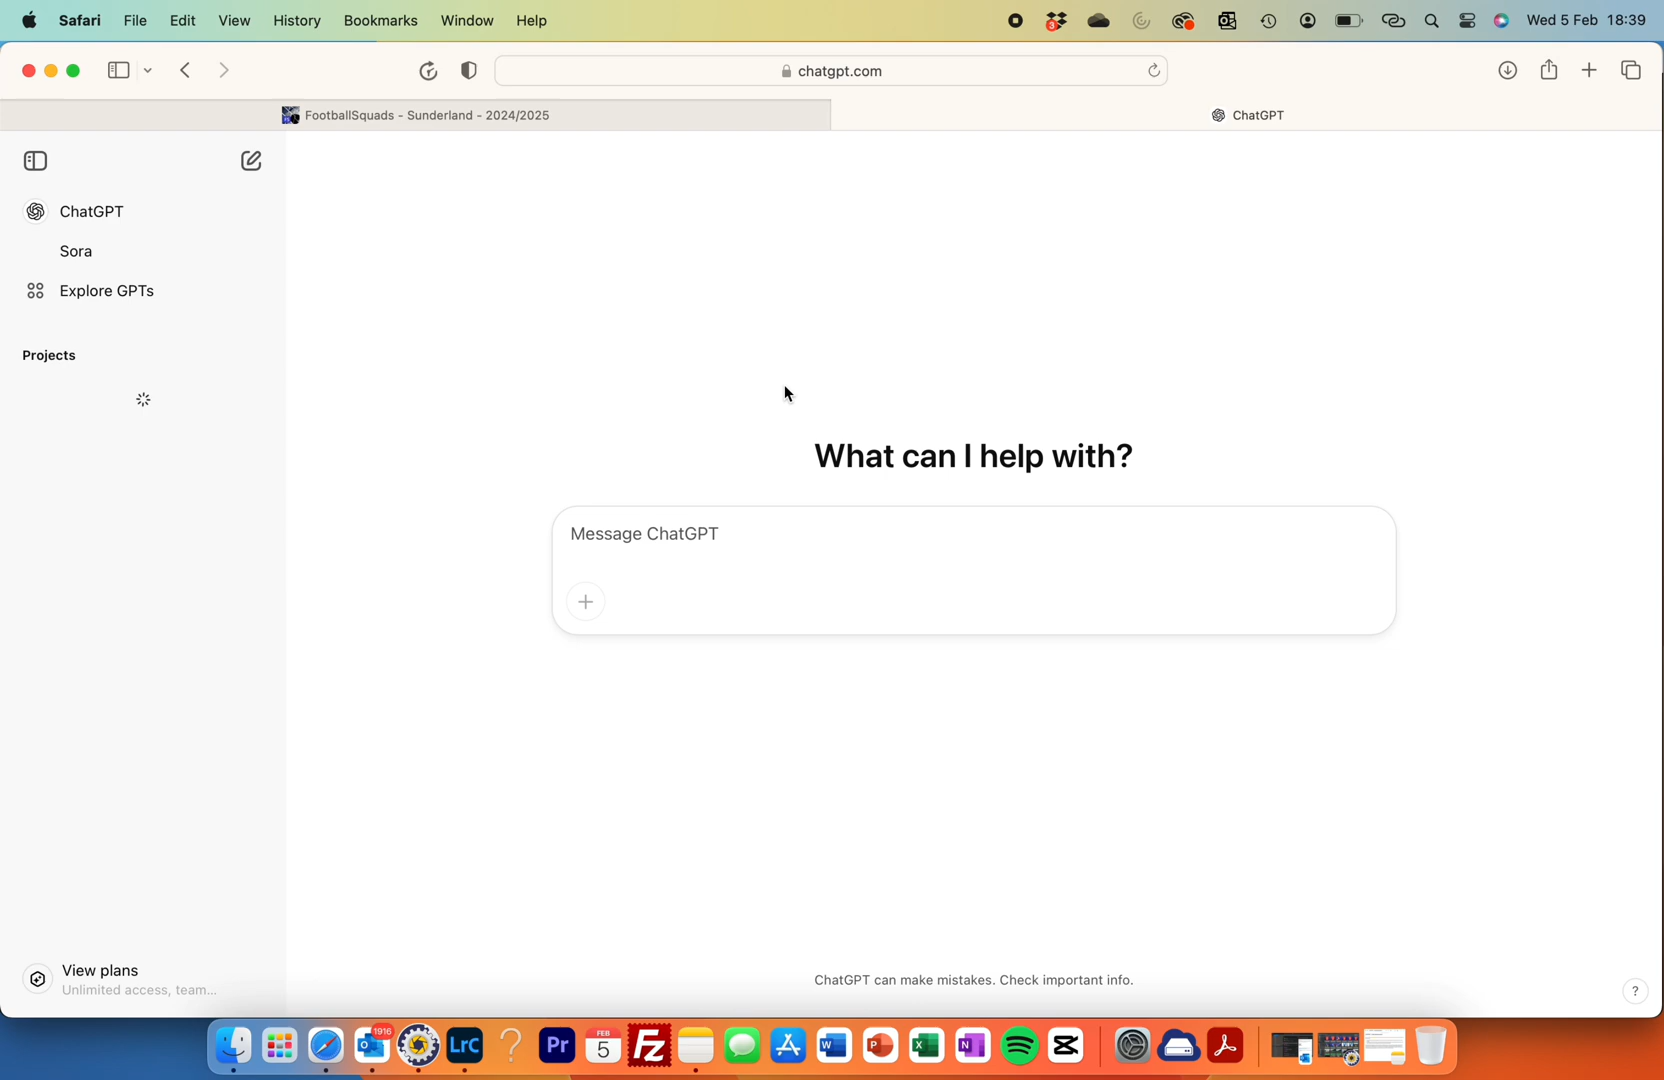 Safari File Edit View History Bookmarks Window Help
3
Wed 5 Feb 18:39
chatgpt.com
FootballSquads - Sunderland - 2024/2025
ChatGPT
ChatGPT
Sora
Explore GPTs
Projects
What can I help with?
Message ChatGPT
View plans
Unlimited access, team...
ChatGPT can make mistakes. Check important info.
?
1916
LrC
?
Pr
FEB
5
Fz
W
P
X
N